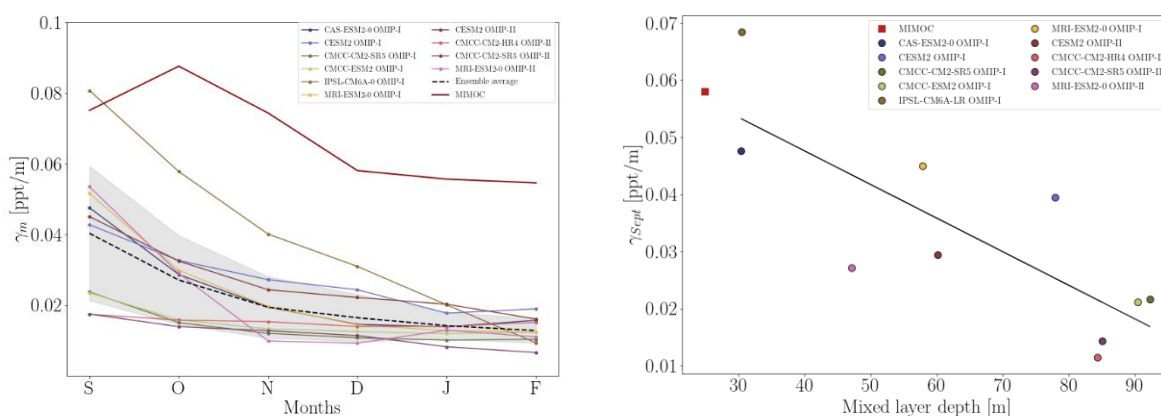 0.1
0.08
0.06
0.04
0.02
γm [ppt/m]
CAS-ESM2-0 OMIP-I
CESM2 OMIP-I
CMCC-CM2-SR5 OMIP-I
CMCC-ESM2 OMIP-I
IPSL-CM6A-0 OMIP-I
MRI-ESM2-0 OMIP-I
CESM2 OMIP-II
CMCC-CM2-HR4 OMIP-II
CMCC-CM2-SR5 OMIP-II
MRI-ESM2-0 OMIP-II
Ensemble average
MIMOC
S O N D J F
Months
0.07
0.06
0.05
0.04
0.03
0.02
0.01
γSept [ppt/m]
MIMOC
CAS-ESM2-0 OMIP-I
CESM2 OMIP-I
CMCC-CM2-SR5 OMIP-I
CMCC-ESM2 OMIP-I
IPSL-CM6A-LR OMIP-I
MRI-ESM2-0 OMIP-I
CESM2 OMIP-II
CMCC-CM2-HR4 OMIP-II
CMCC-CM2-SR5 OMIP-II
MRI-ESM2-0 OMIP-II
30 40 50 60 70 80 90
Mixed layer depth [m]